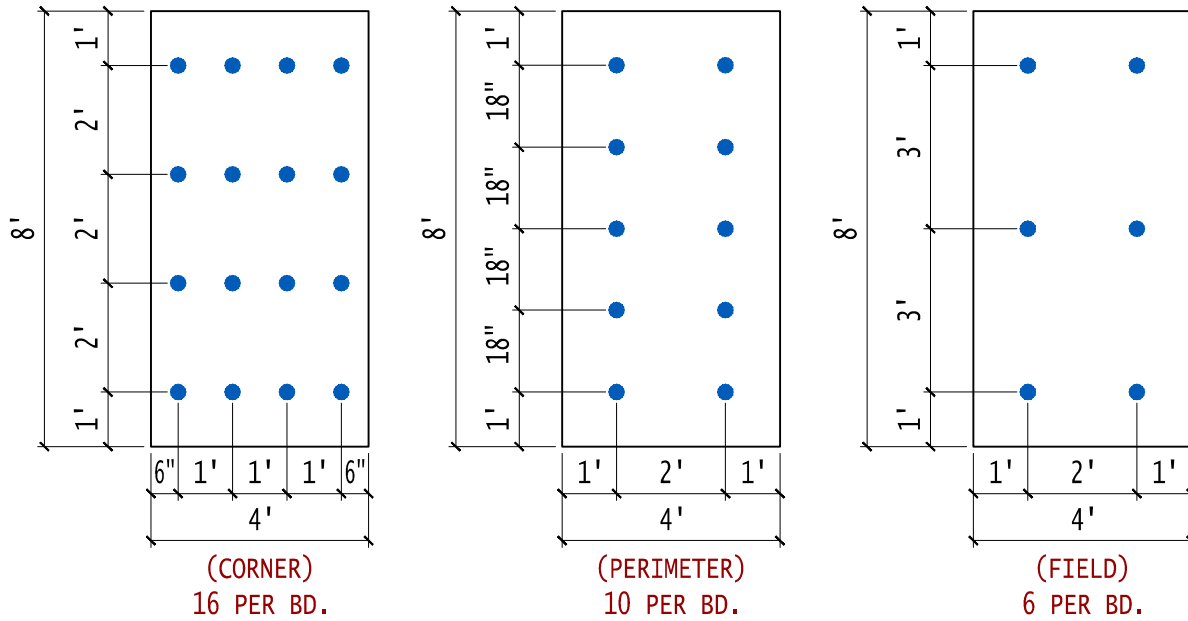 8'
1'
2'
2'
2'
1'
6" 1' 1' 1' 6"
4'
(CORNER)
16 PER BD.
8'
1'
18"
18"
18"
18"
1'
1' 2' 1'
4'
(PERIMETER)
10 PER BD.
8'
1'
3'
3'
1'
1' 2' 1'
4'
(FIELD)
6 PER BD.